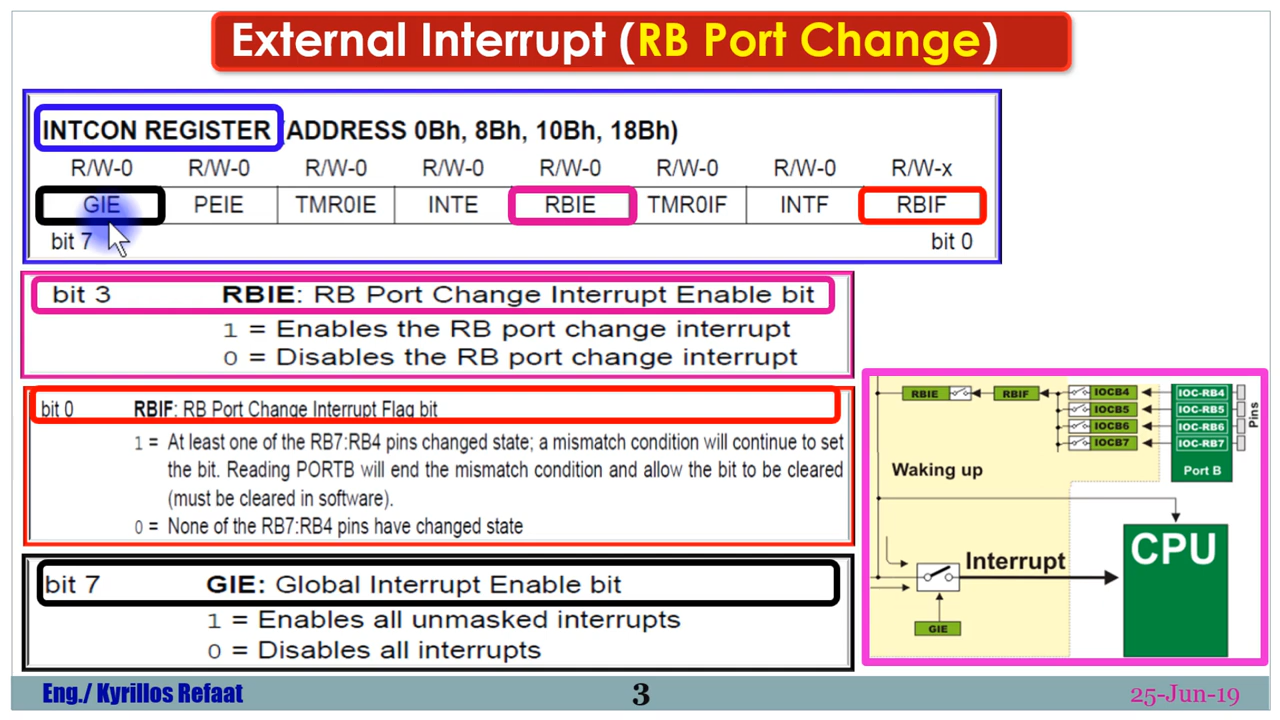 External Interrupt (RB Port Change)
INTCON REGISTER (ADDRESS 0Bh, 8Bh, 10Bh, 18Bh)
R/W-0 R/W-0 R/W-0 R/W-0 R/W-0 R/W-0 R/W-0 R/W-x
GIE PEIE TMR0IE INTE RBIE TMR0IF INTF RBIF
bit 7 bit 0
bit 3 RBIE: RB Port Change Interrupt Enable bit
1 = Enables the RB port change interrupt
0 = Disables the RB port change interrupt
bit 0 RBIF: RB Port Change Interrupt Flag bit
1 = At least one of the RB7:RB4 pins changed state; a mismatch condition will continue to set
the bit. Reading PORTB will end the mismatch condition and allow the bit to be cleared
(must be cleared in software).
0 = None of the RB7:RB4 pins have changed state
bit 7 GIE: Global Interrupt Enable bit
1 = Enables all unmasked interrupts
0 = Disables all interrupts
RBIE RBIF IOCB4 IOC-RB4
IOCB5 IOC-RB5
IOCB6 IOC-RB6
IOCB7 IOC-RB7
Pins
Waking up Port B
CPU
Interrupt
GIE
Eng./ Kyrillos Refaat 3 25-Jun-19